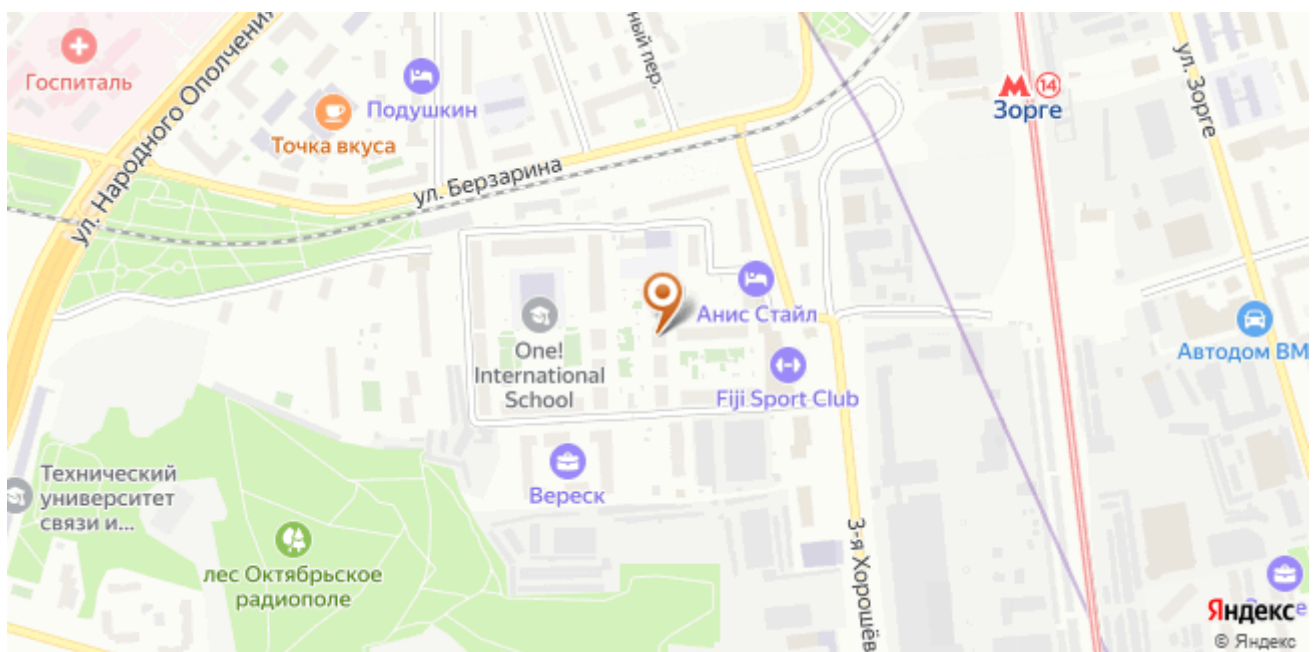 Госпиталь
ул. Народного Ополчения
Подушкин
Точка вкуса
ный пер.
ул. Берзарина
М 14
Зорге
ул. Зорге
Анис Стайл
One!
International
School
Fiji Sport Club
Автодом ВМ
Технический
университет
связи и...
Вереск
лес Октябрьское
радиополе
3-я Хорошёв
Яндекс
© Яндекс